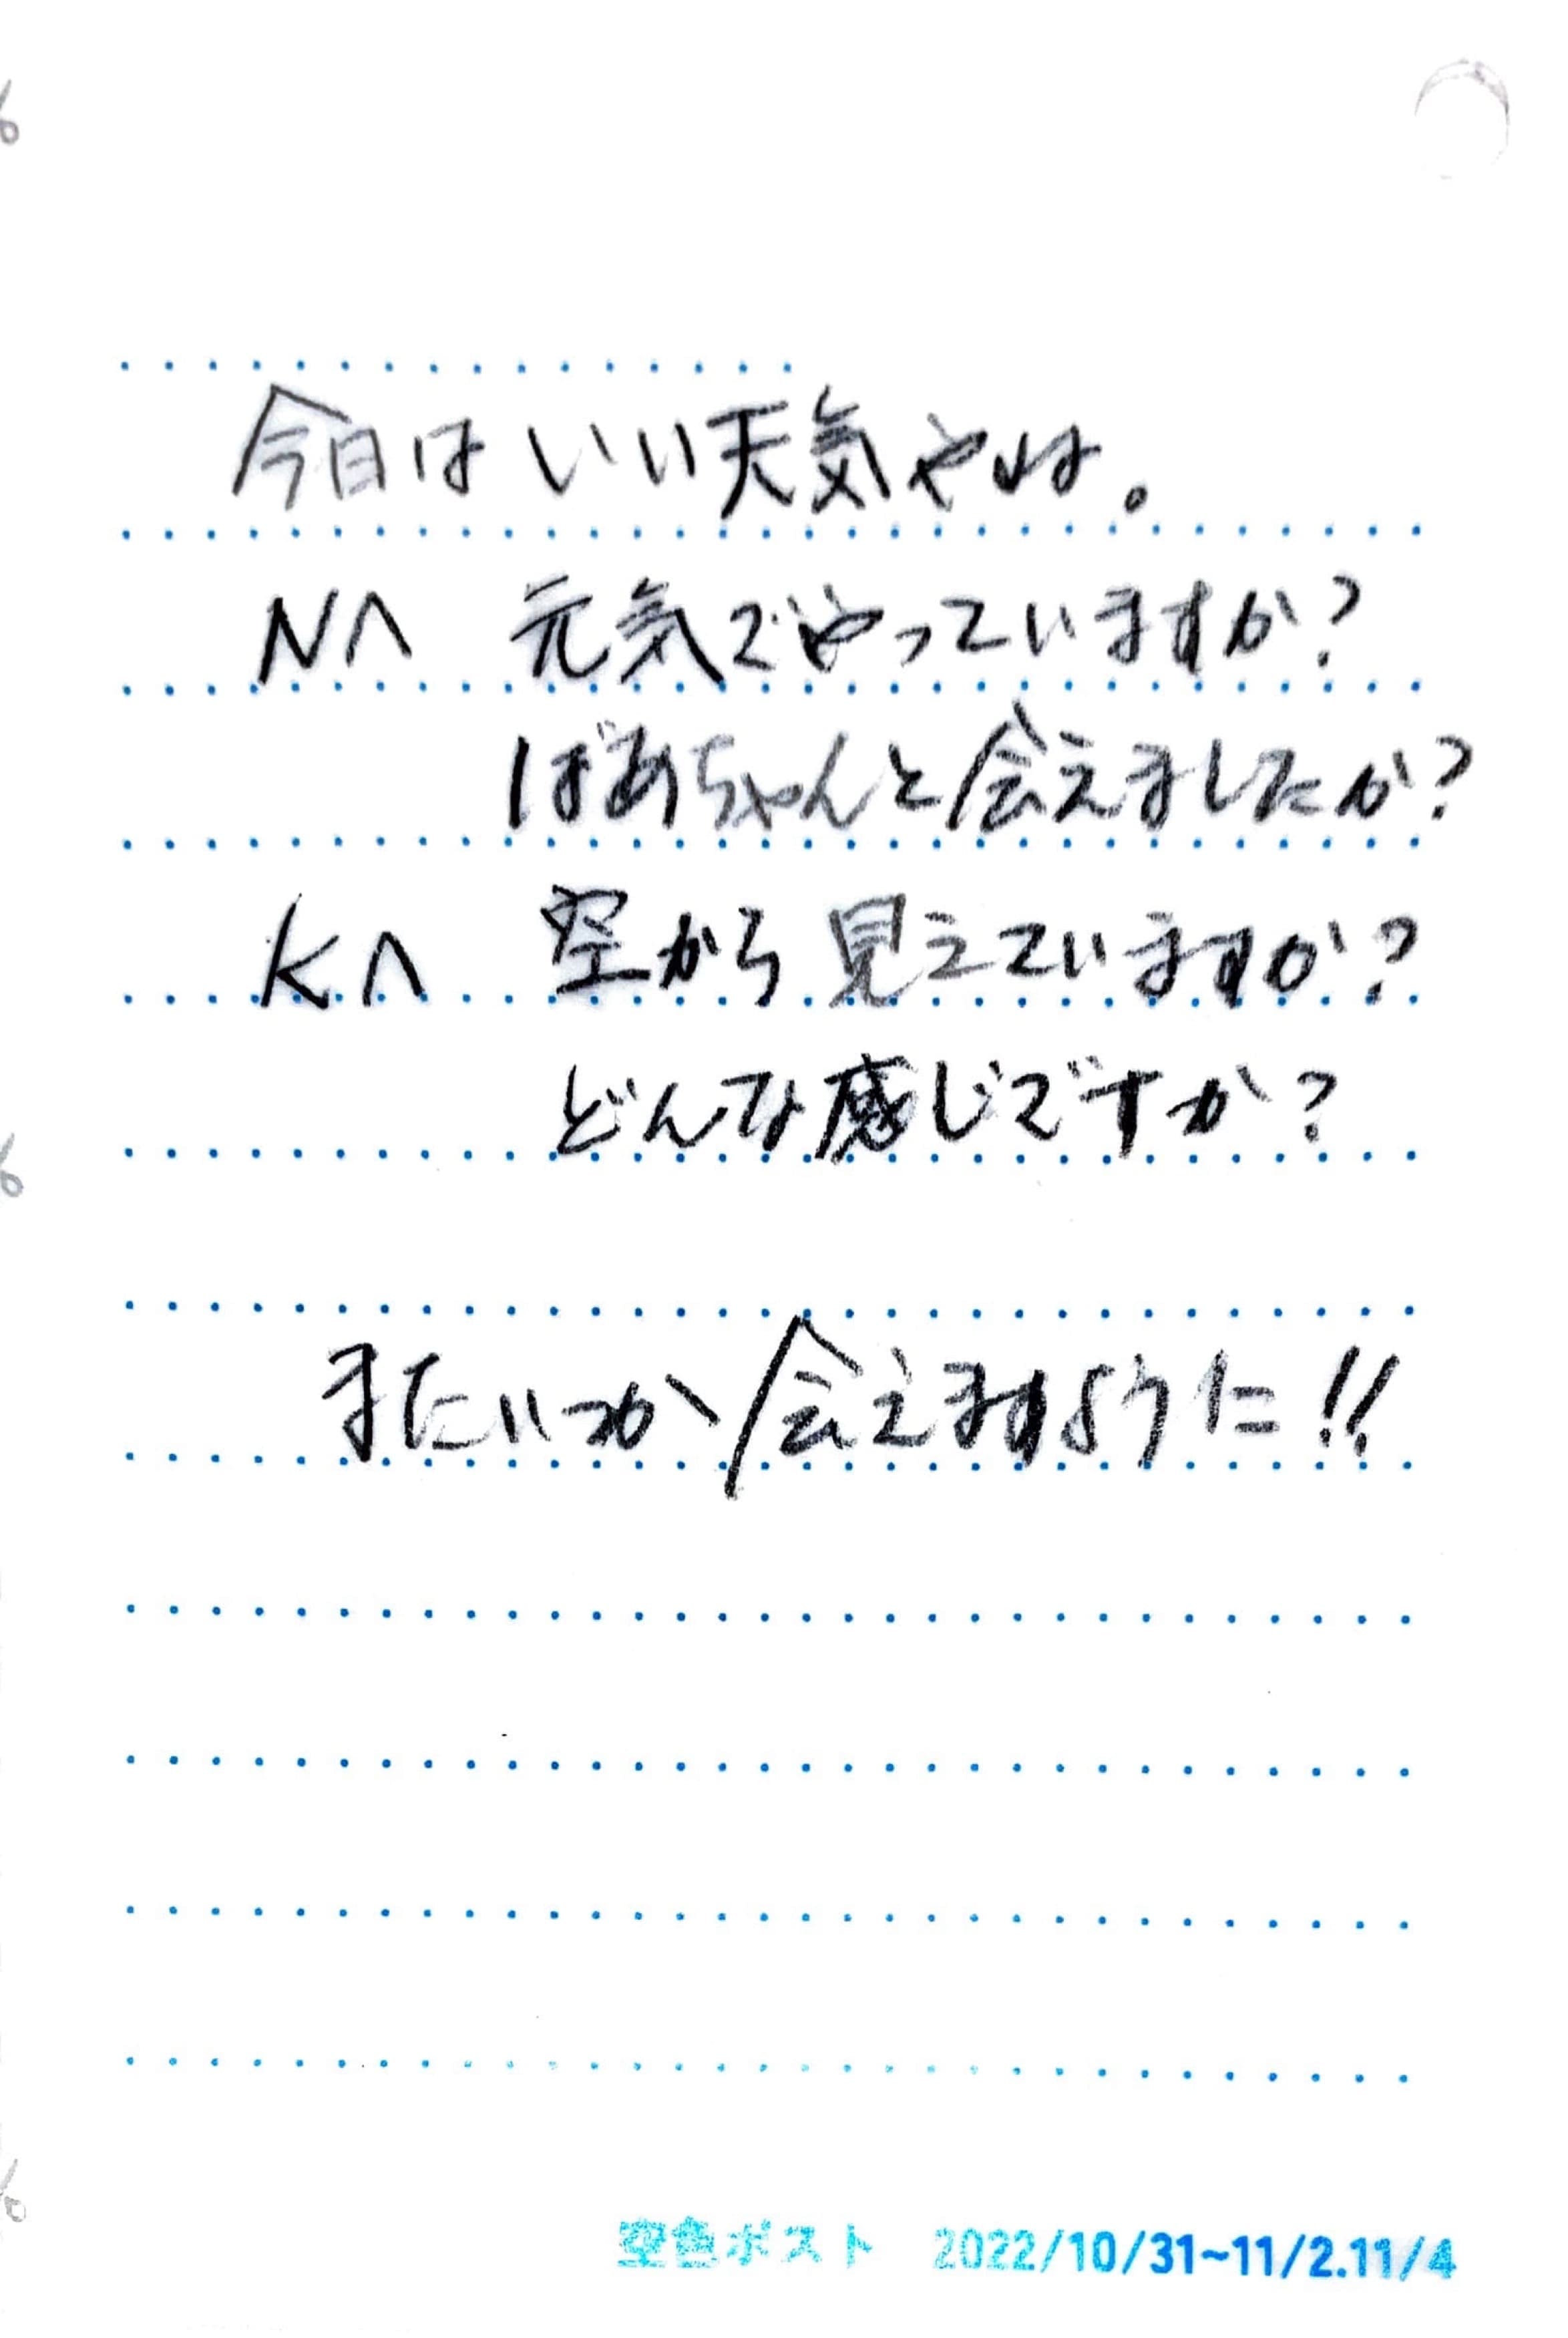 今日はいい天気やね。
Nへ 元気でやっていますか?
ばあちゃんと会えましたか?
Kへ 空から見えていますか?
どんな感じですか?
またいつか会えますように!!
空色ポスト 2022/10/31~11/2.11/4